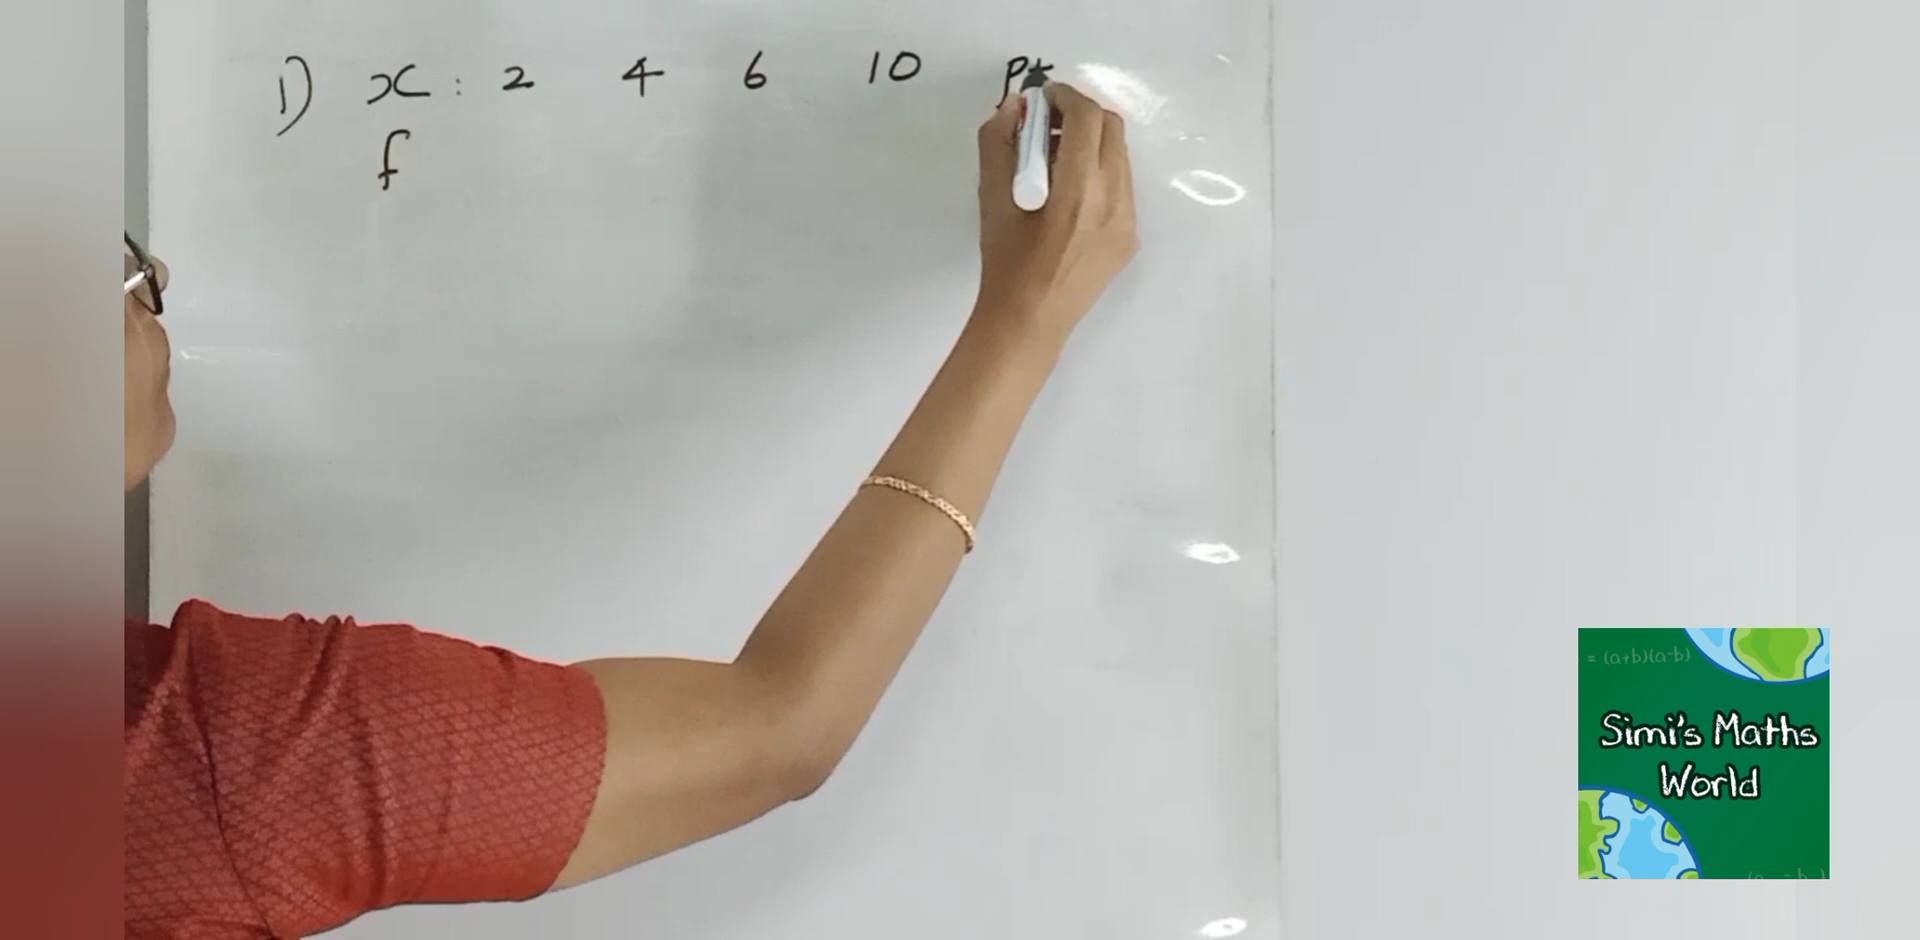 1) x : 2 4 6 10 p+
f
= (a+b)(a-b)
Simi's Maths
World